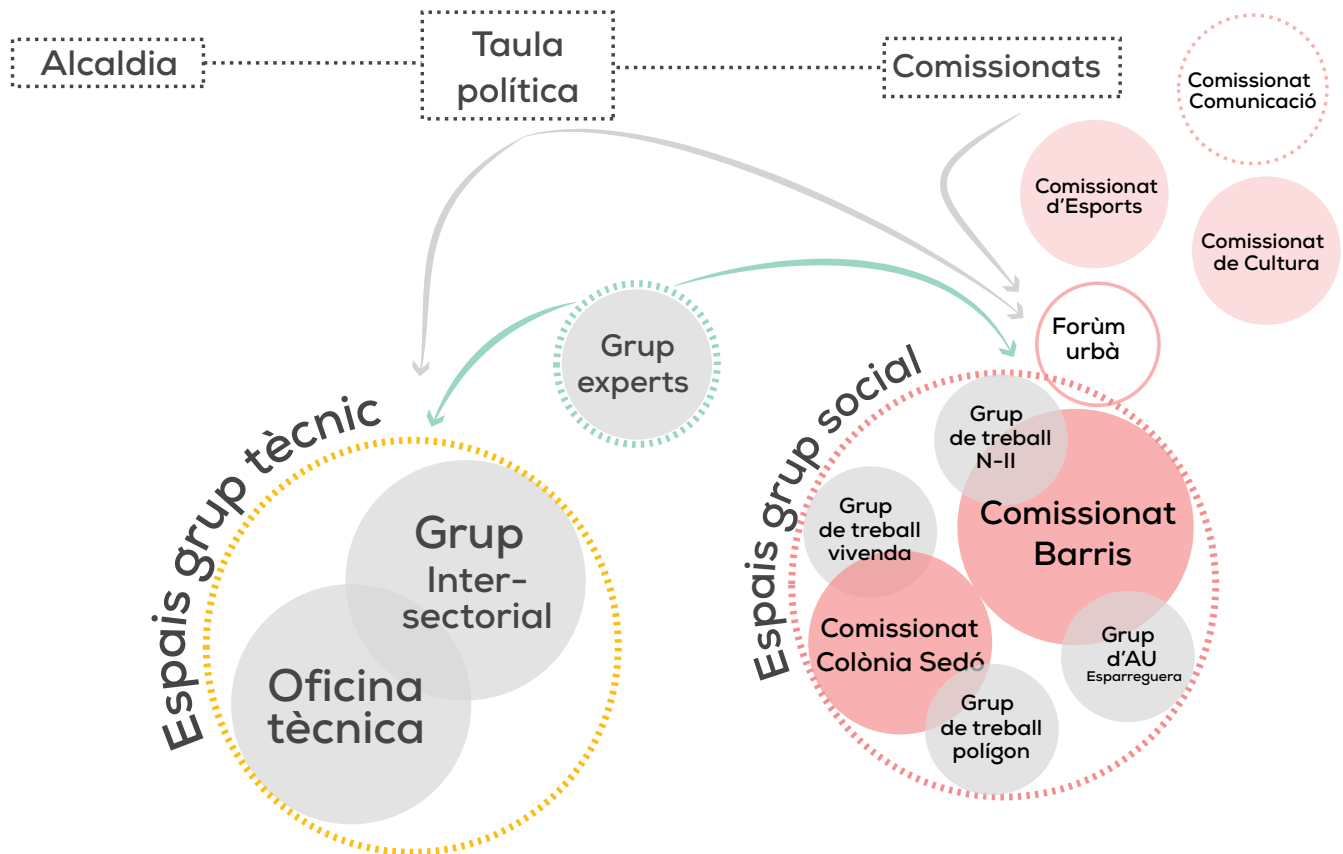 Alcaldia
Taula
política
Comissionats
Comissionat
Comunicació
Comissionat
d'Esports
Comissionat
de Cultura
Forùm
urbà
Grup
experts
Espais grup tècnic
Grup
Inter-
sectorial
Oficina
tècnica
Espais grup social
Grup
de treball
N-II
Grup
de treball
vivenda
Comissionat
Barris
Comissionat
Colònia Sedó
Grup
d'AU
Esparreguera
Grup
de treball
polígon